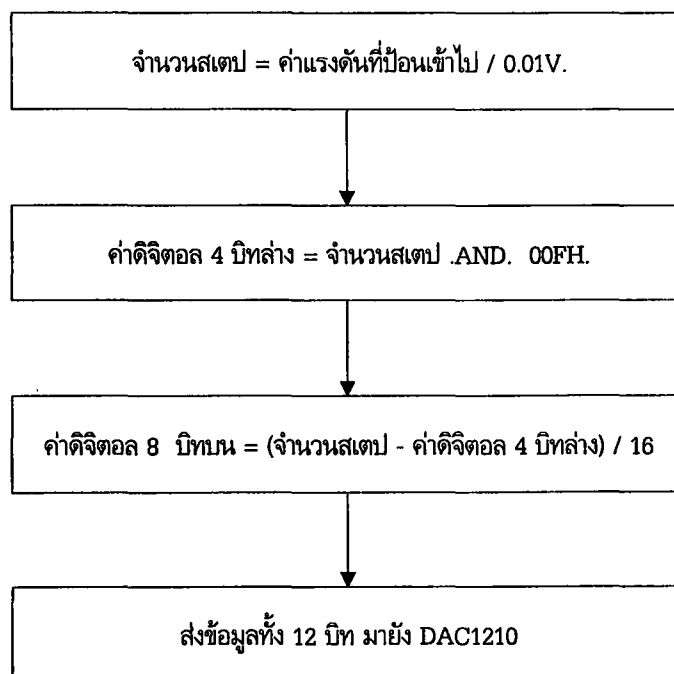 จำนวนสเตป = ค่าแรงดันที่ป้อนเข้าไป / 0.01V.
ค่าดิจิตอล 4 บิทล่าง = จำนวนสเตป .AND. 00FH.
ค่าดิจิตอล 8 บิทบน = (จำนวนสเตป - ค่าดิจิตอล 4 บิทล่าง) / 16
ส่งข้อมูลทั้ง 12 บิท มายัง DAC1210